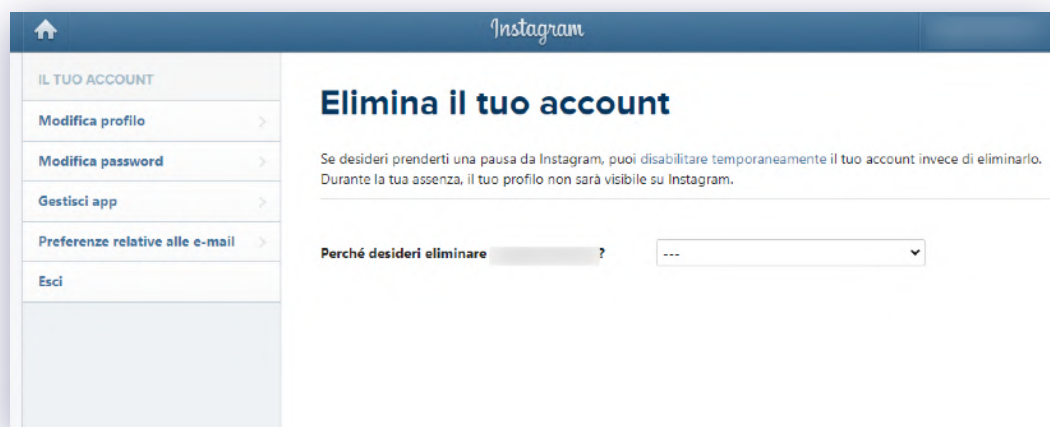 Instagram
IL TUO ACCOUNT
Modifica profilo
Modifica password
Gestisci app
Preferenze relative alle e-mail
Esci
Elimina il tuo account
Se desideri prenderti una pausa da Instagram, puoi disabilitare temporaneamente il tuo account invece di eliminarlo.
Durante la tua assenza, il tuo profilo non sarà visibile su Instagram.
Perché desideri eliminare ?
---